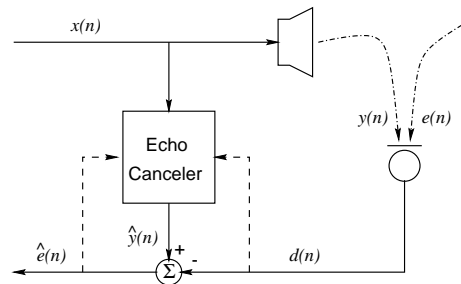 x(n)
y(n)
e(n)
Echo
Canceler
ŷ(n)
+
-
ê(n)
Σ
d(n)